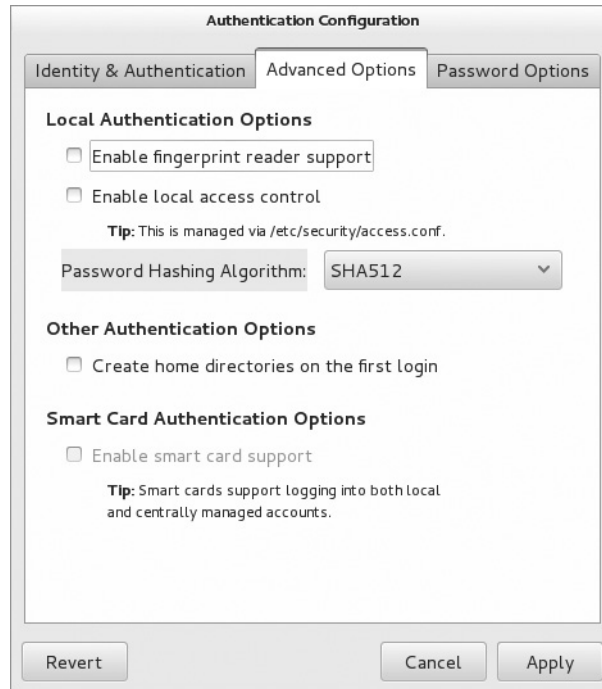 Authentication Configuration
Identity & Authentication
Advanced Options
Password Options
Local Authentication Options
Enable fingerprint reader support
Enable local access control
Tip: This is managed via /etc/security/access.conf.
Password Hashing Algorithm: SHA512
Other Authentication Options
Create home directories on the first login
Smart Card Authentication Options
Enable smart card support
Tip: Smart cards support logging into both local
and centrally managed accounts.
Revert
Cancel
Apply